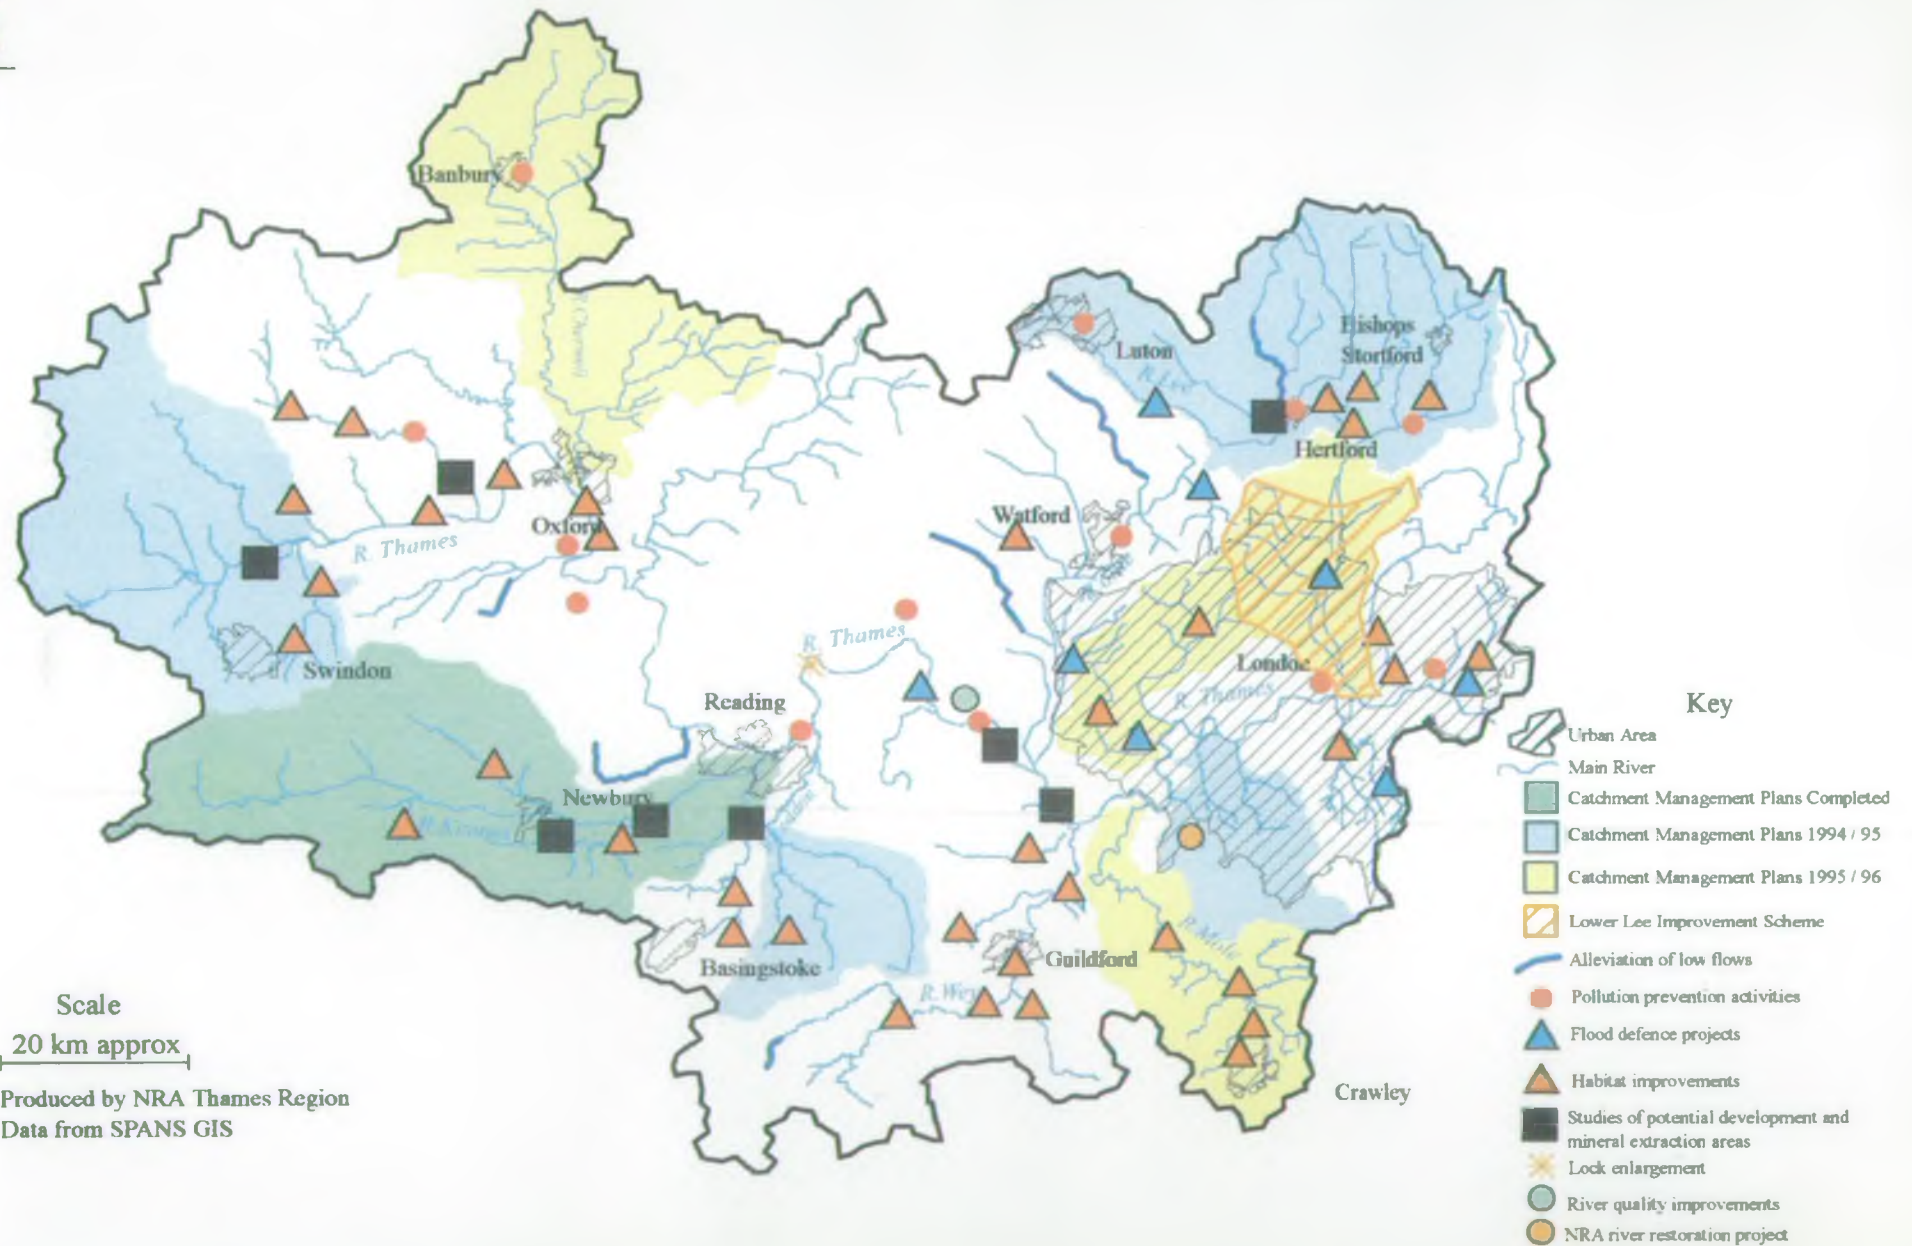 Banbury
R. Cherwell
Luton
R. Lee
Bishops
Stortford
Hertford
Oxford
R. Thames
Watford
R. Thames
Swindon
Reading
London
R. Thames
Newbury
R. Kennet
Basingstoke
Guildford
R. Mole
R. Wey
Crawley
Scale
20 km approx
Produced by NRA Thames Region
Data from SPANS GIS
Key
Urban Area
Main River
Catchment Management Plans Completed
Catchment Management Plans 1994 / 95
Catchment Management Plans 1995 / 96
Lower Lee Improvement Scheme
Alleviation of low flows
Pollution prevention activities
Flood defence projects
Habitat improvements
Studies of potential development and
mineral extraction areas
Lock enlargement
River quality improvements
NRA river restoration project